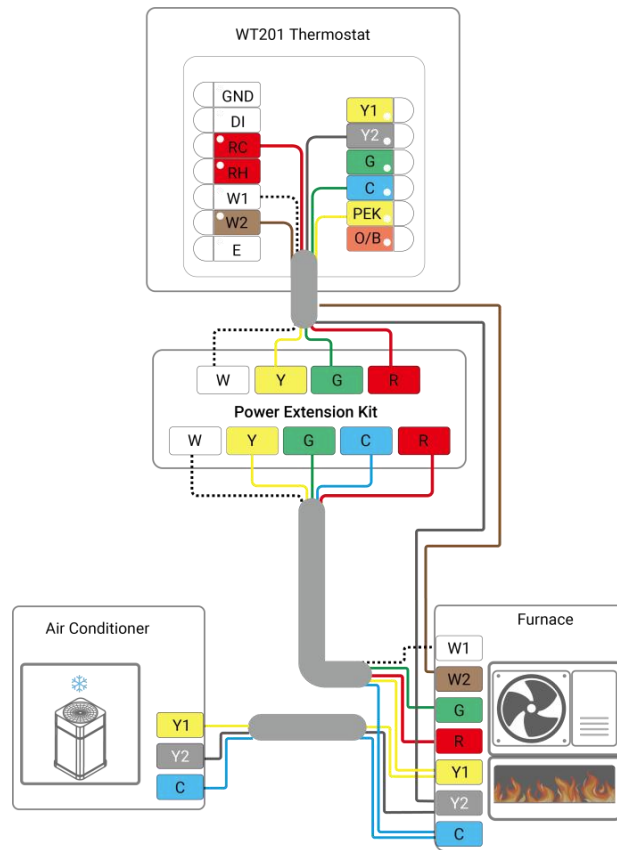 WT201 Thermostat
GND
DI
RC
RH
W1
W2
E
Y1
Y2
G
C
PEK
O/B
W
Y
G
R
Power Extension Kit
W
Y
G
C
R
Air Conditioner
Y1
Y2
C
Furnace
W1
W2
G
R
Y1
Y2
C